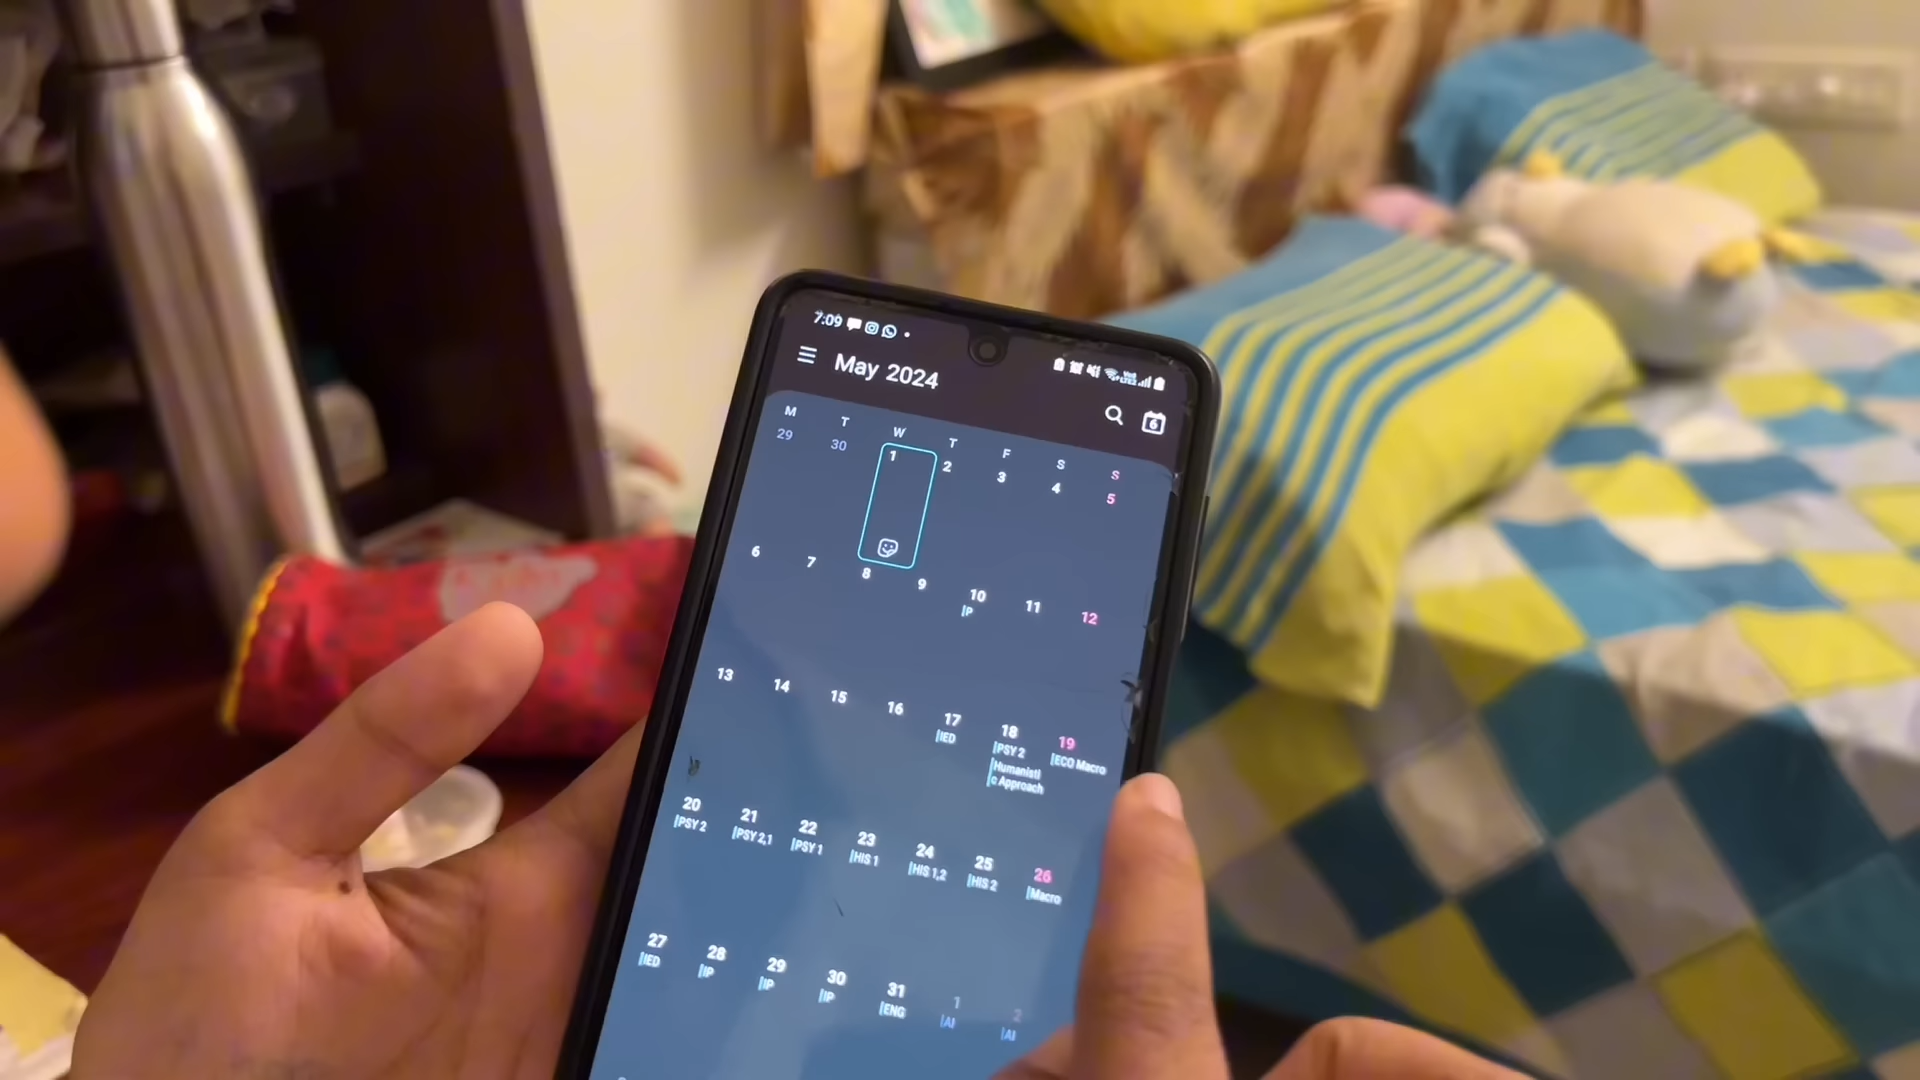 7:09
May 2024
6
M T W T F S S
29 30 1 2 3 4 5
6 7 8 9 10 11 12
IP
13 14 15 16 17 18 19
IED PSY 2 ECO Macro
Humanisti
c Approach
20 21 22 23 24 25 26
PSY 2 PSY 2,1 PSY 1 HIS 1 HIS 1,2 HIS 2 Macro
27 28 29 30 31 1 2
IED IP IP IP ENG AI AI